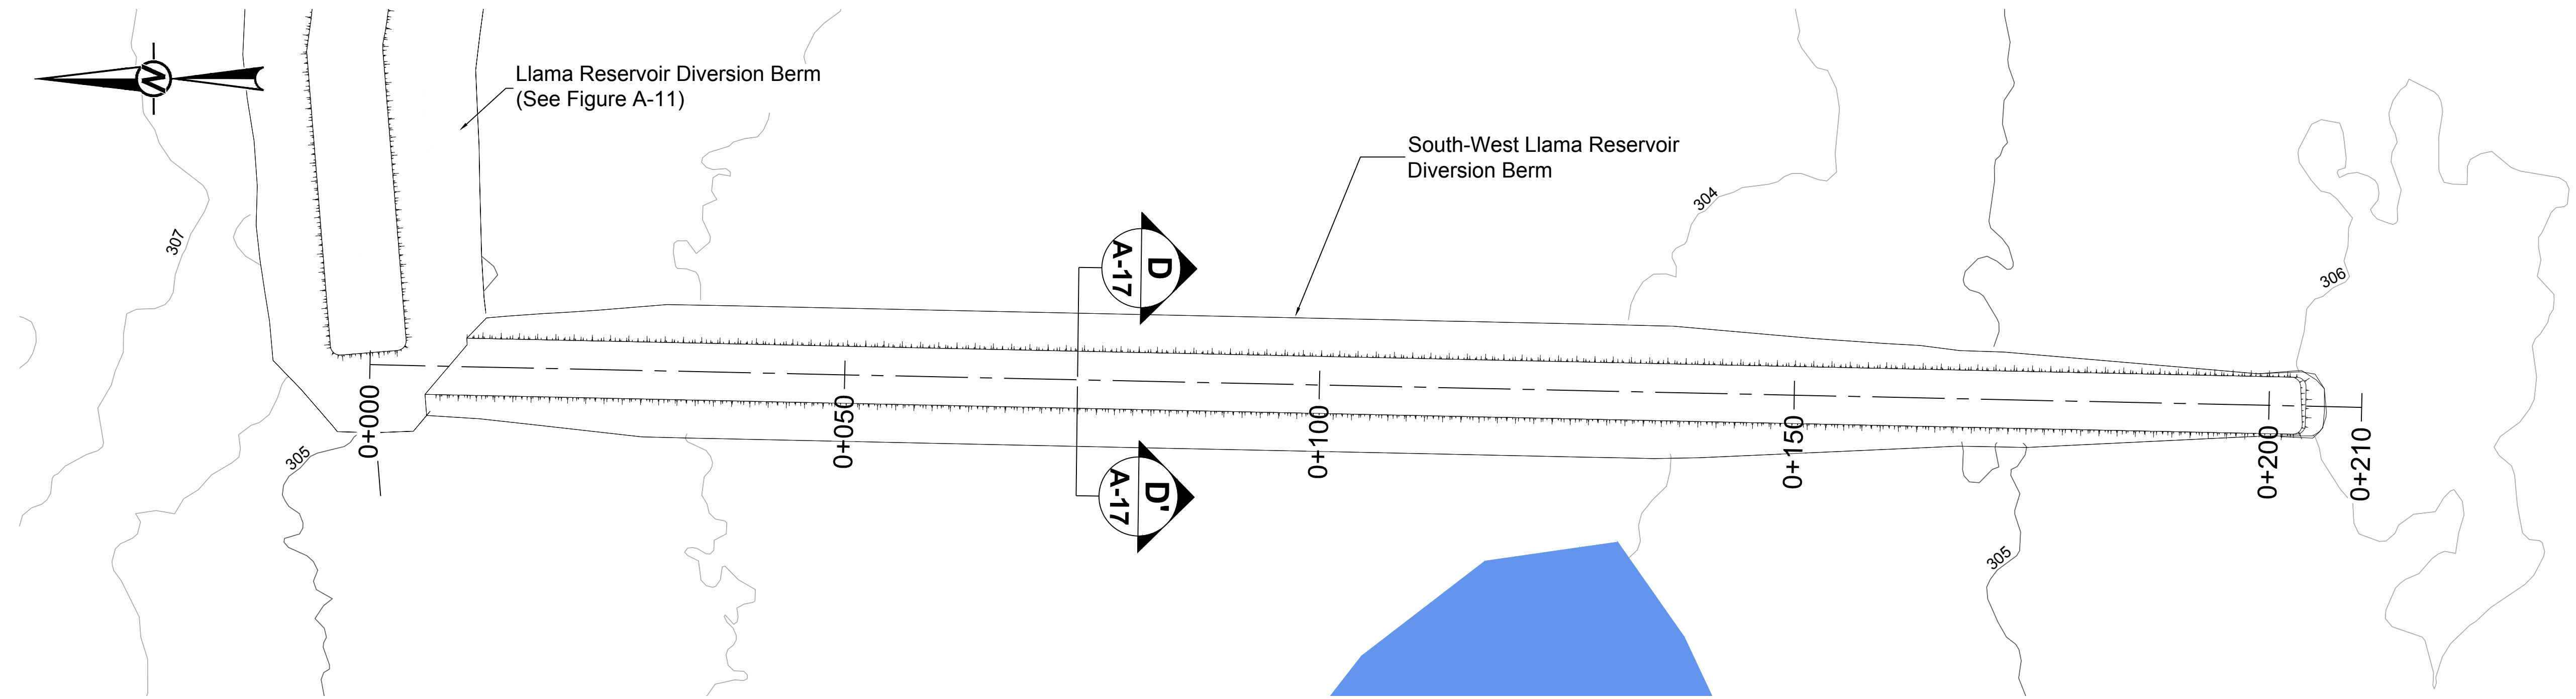 N
Llama Reservoir Diversion Berm
(See Figure A-11)
South-West Llama Reservoir
Diversion Berm
304
307
D
A-17
306
0+000
0+050
0+100
0+150
0+200
0+210
305
D'
A-17
305